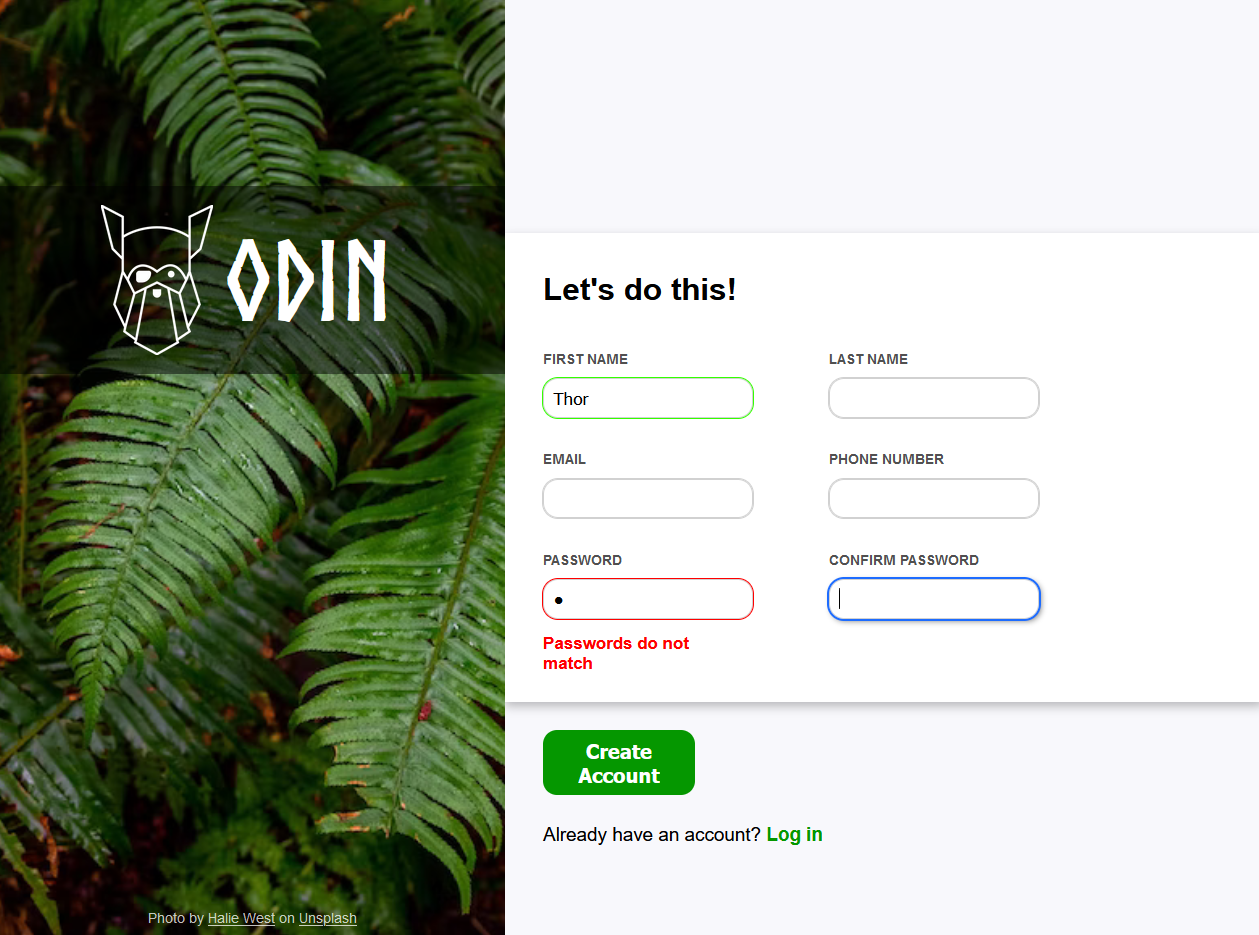 ODIN
Let's do this!
FIRST NAME
LAST NAME
Thor
EMAIL
PHONE NUMBER
PASSWORD
CONFIRM PASSWORD
●
Passwords do not
match
Create
Account
Already have an account? Log in
Photo by Halie West on Unsplash